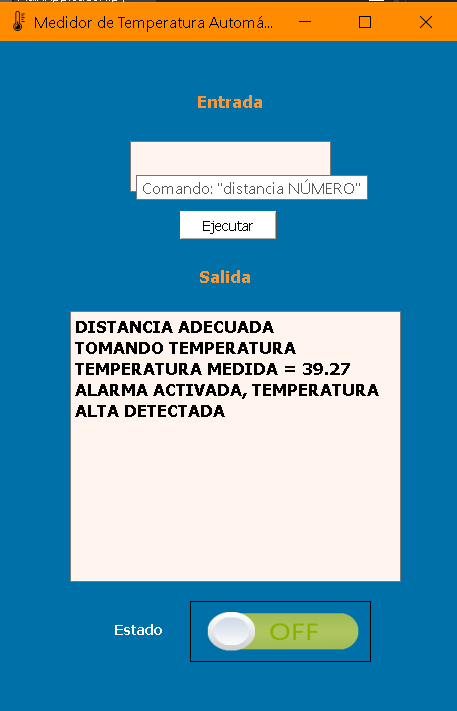 Medidor de Temperatura Automá...
Entrada
Comando: "distancia NÚMERO"
Ejecutar
Salida
DISTANCIA ADECUADA
TOMANDO TEMPERATURA
TEMPERATURA MEDIDA = 39.27
ALARMA ACTIVADA, TEMPERATURA
ALTA DETECTADA
Estado
OFF